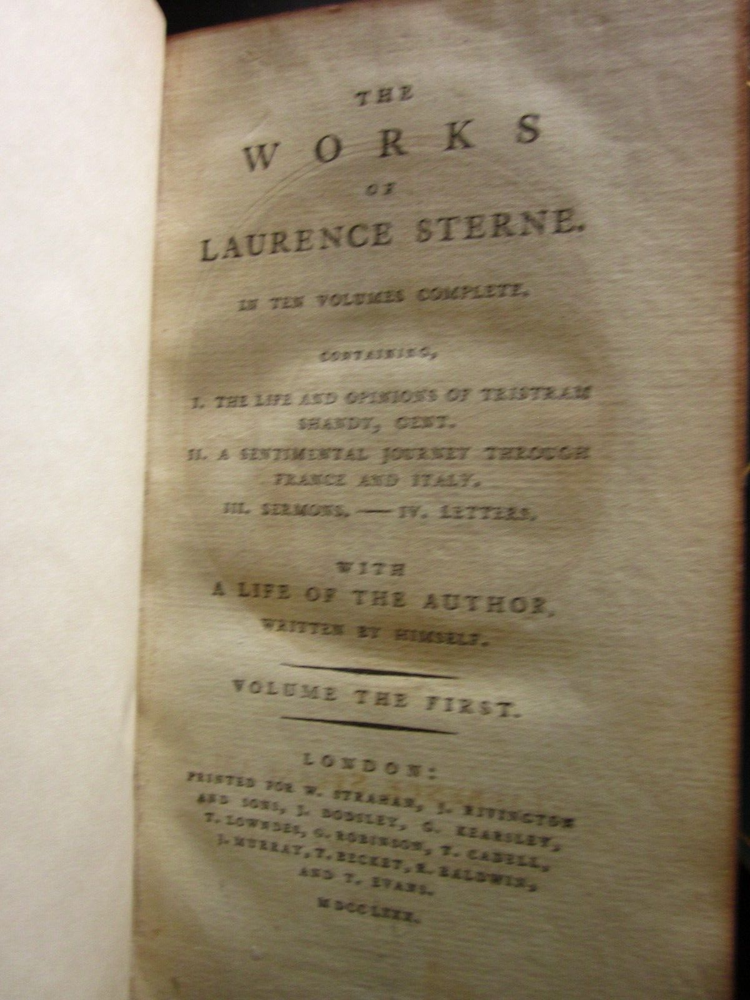 THE
WORKS
OF
LAURENCE STERNE.
IN TEN VOLUMES COMPLETE.
CONTAINING,
I. THE LIFE AND OPINIONS OF TRISTRAM
SHANDY, GENT.
II. A SENTIMENTAL JOURNEY THROUGH
FRANCE AND ITALY.
III. SERMONS. — IV. LETTERS.
WITH
A LIFE OF THE AUTHOR,
WRITTEN BY HIMSELF.
VOLUME THE FIRST.
LONDON:
PRINTED FOR W. STRAHAN, J. RIVINGTON
AND SONS, J. DODSLEY, G. KEARSLEY,
T. LOWNDES, G. ROBINSON, T. CADELL,
J. MURRAY, T. BECKET, R. BALDWIN,
AND T. EVANS.
MDCCLXXX.